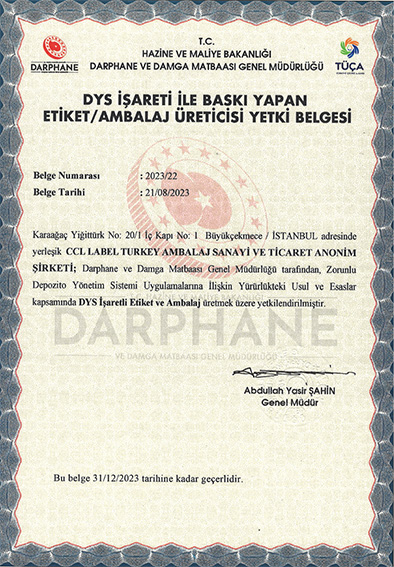 T.C.
HAZİNE VE MALİYE BAKANLIĞI
DARPHANE VE DAMGA MATBAASI GENEL MÜDÜRLÜĞÜ
DARPHANE
TÜÇA
DYS İŞARETİ İLE BASKI YAPAN
ETİKET/AMBALAJ ÜRETİCİSİ YETKİ BELGESİ
Belge Numarası : 2023/22
Belge Tarihi : 21/08/2023
Karaağaç Yiğittürk No: 20/1 İç Kapı No: 1 Büyükçekmece / İSTANBUL adresinde
yerleşik CCL LABEL TURKEY AMBALAJ SANAYİ VE TİCARET ANONİM
ŞİRKETİ; Darphane ve Damga Matbaası Genel Müdürlüğü tarafından, Zorunlu
Depozito Yönetim Sistemi Uygulamalarına İlişkin Yürürlükteki Usul ve Esaslar
kapsamında DYS İşaretli Etiket ve Ambalaj üretmek üzere yetkilendirilmiştir.
DARPHANE
VE DAMGA MATBAASI GENEL MÜDÜRLÜĞÜ
Abdullah Yasir ŞAHİN
Genel Müdür
Bu belge 31/12/2023 tarihine kadar geçerlidir.